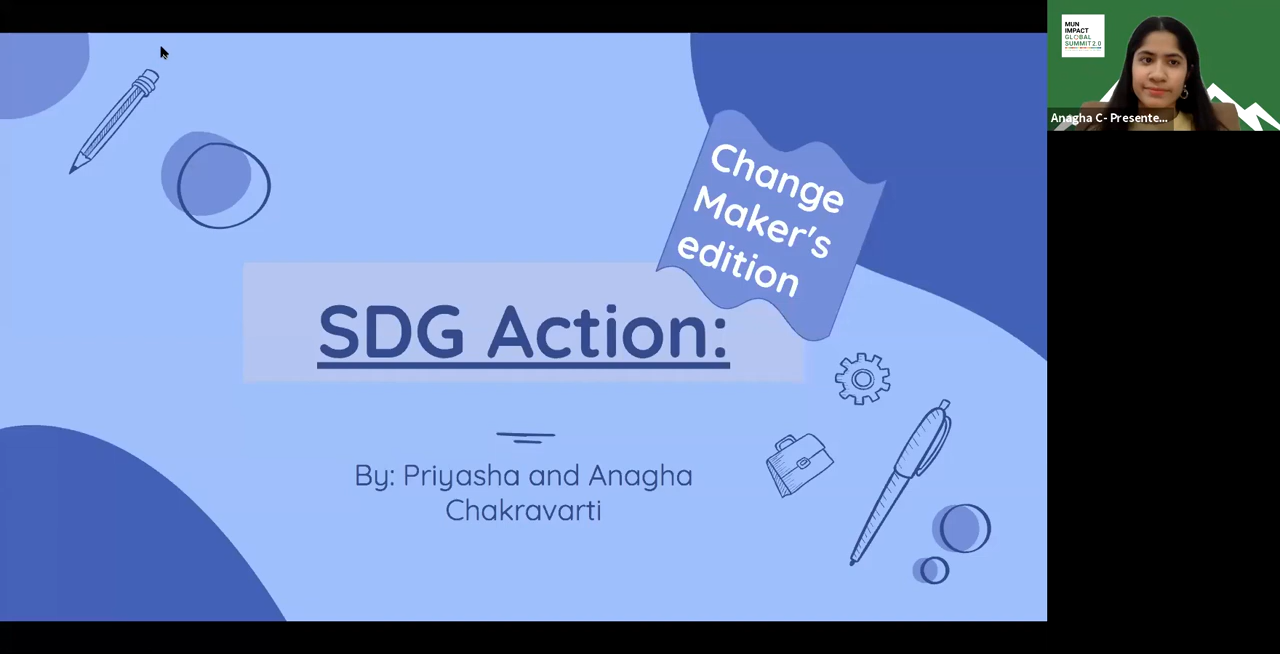 Change
Maker's
edition
SDG Action:
By: Priyasha and Anagha
Chakravarti
MUN
IMPACT
GLOBAL
SUMMIT 2.0
Anagha C- Presente...